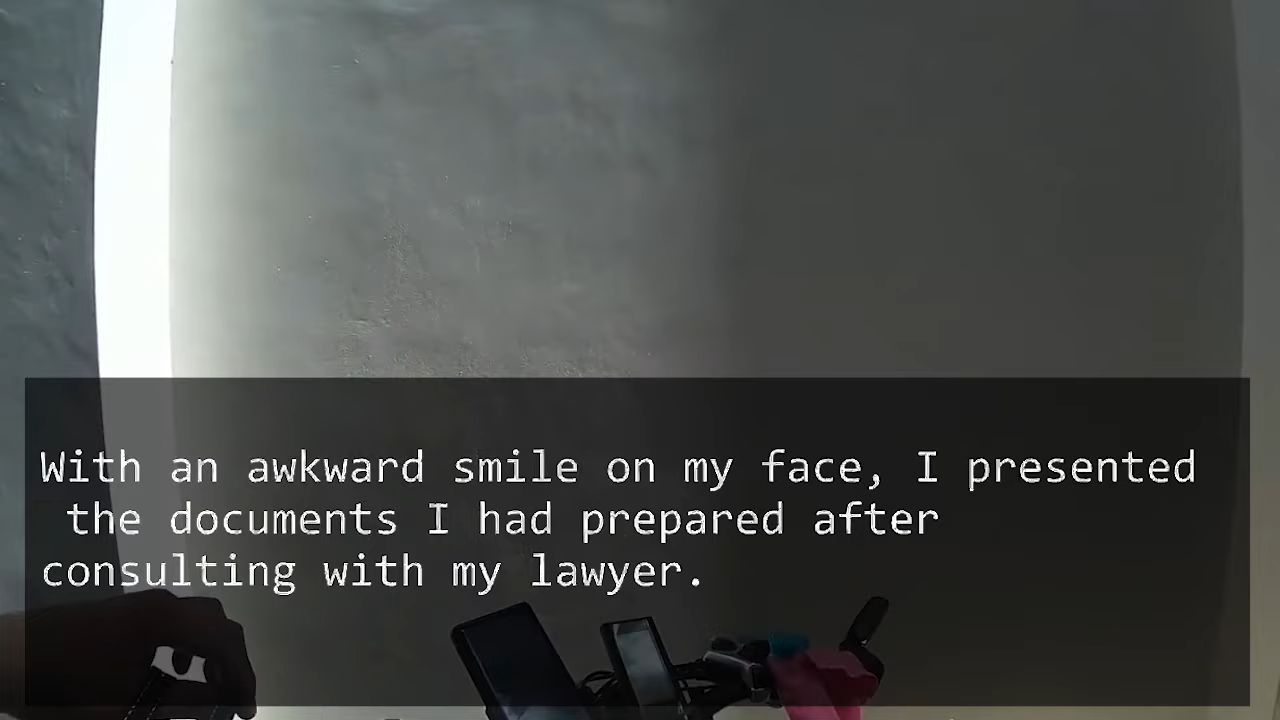 With an awkward smile on my face, I presented
the documents I had prepared after
consulting with my lawyer.